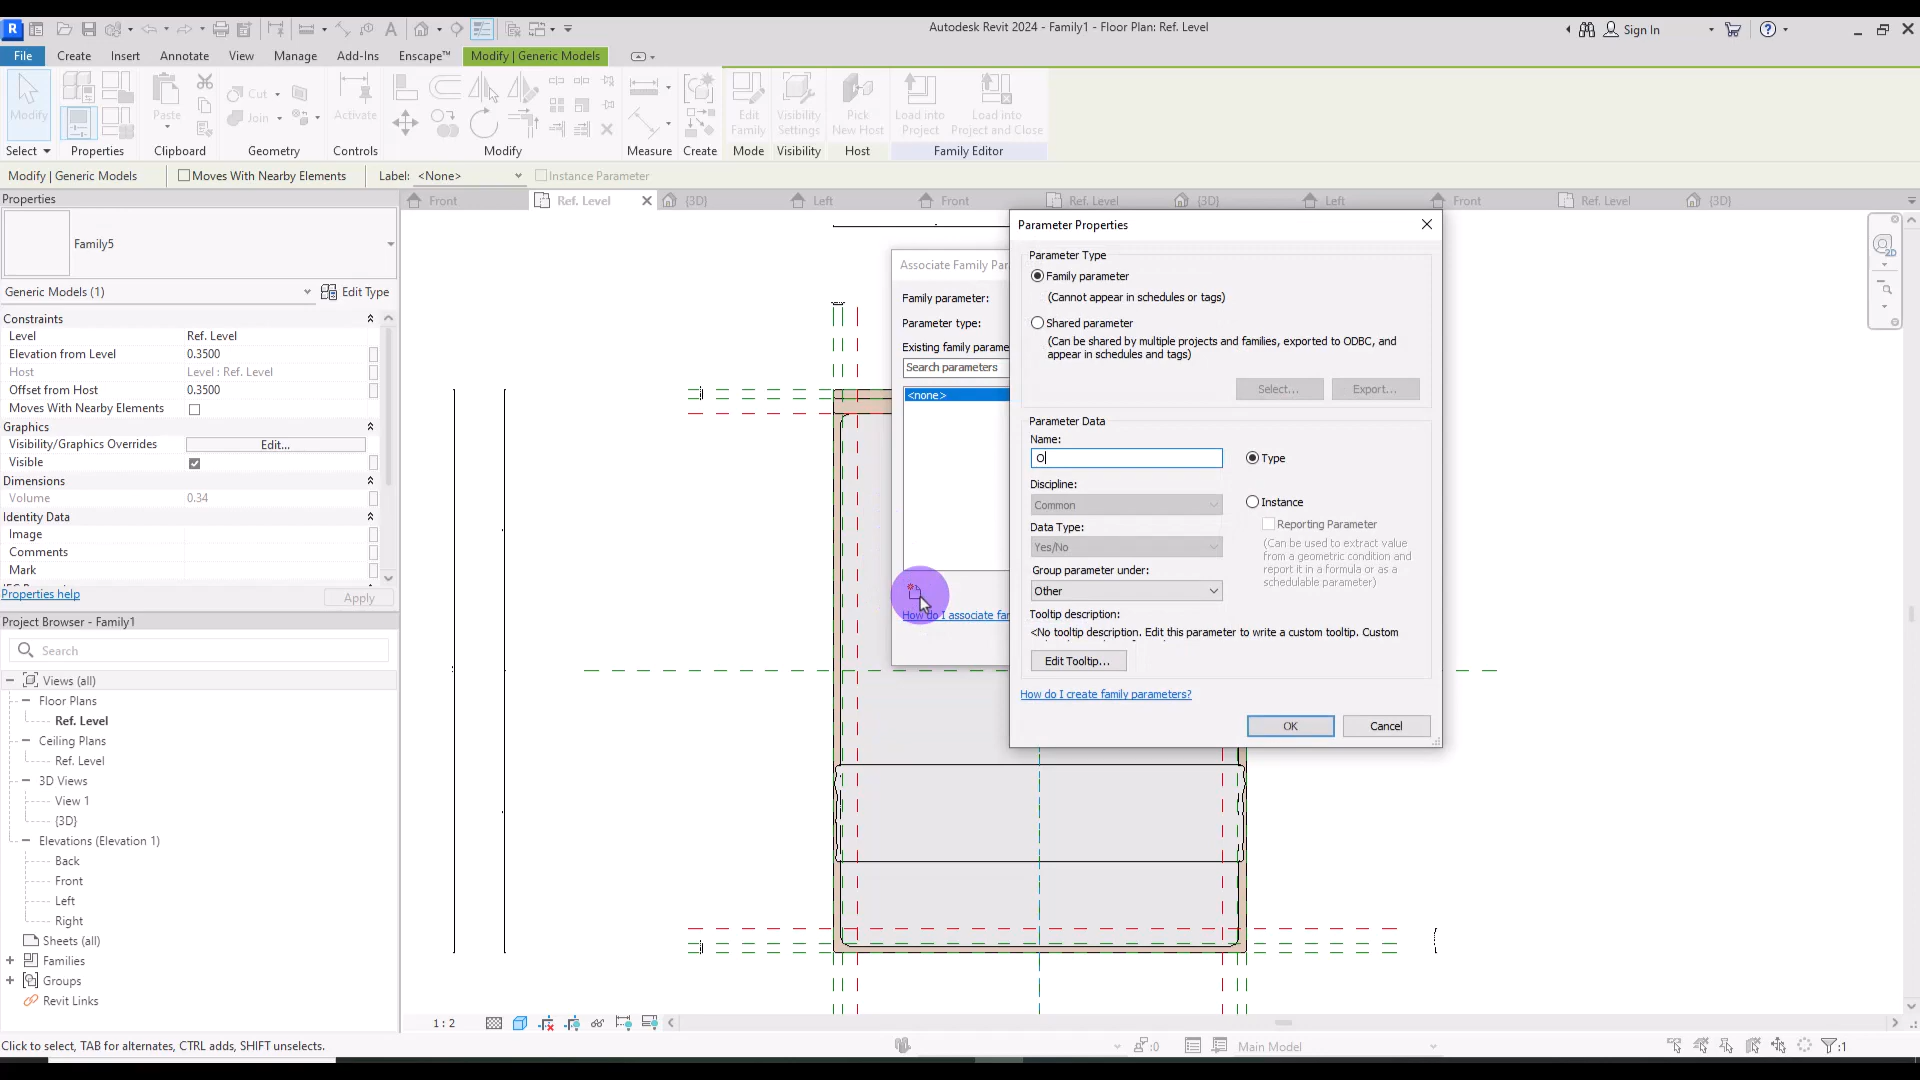 Autodesk Revit 2024 - Family1 - Floor Plan: Ref. Level
Sign In
File Create Insert Annotate View Manage Add-Ins Enscape™ Modify | Generic Models
Modify Paste Cut Join Activate Edit Family Visibility Settings Pick New Host Load into Project Load into Project and Close
Select Properties Clipboard Geometry Controls Modify Measure Create Mode Visibility Host Family Editor
Modify | Generic Models Moves With Nearby Elements Label: <None> Instance Parameter
Properties
Front Ref. Level {3D} Left Front Ref. Level {3D} Left Front Ref. Level {3D}
Family5
Generic Models (1) Edit Type
Constraints
Level Ref. Level
Elevation from Level 0.3500
Host Level : Ref. Level
Offset from Host 0.3500
Moves With Nearby Elements
Graphics
Visibility/Graphics Overrides Edit...
Visible
Dimensions
Volume 0.34
Identity Data
Image
Comments
Mark
Properties help Apply
Project Browser - Family1
Search
Views (all)
Floor Plans
Ref. Level
Ceiling Plans
Ref. Level
3D Views
View 1
{3D}
Elevations (Elevation 1)
Back
Front
Left
Right
Sheets (all)
Families
Groups
Revit Links
Associate Family Par
Family parameter:
Parameter type:
Existing family parame
Search parameters
<none>
How do I associate far
Parameter Properties
Parameter Type
Family parameter
(Cannot appear in schedules or tags)
Shared parameter
(Can be shared by multiple projects and families, exported to ODBC, and
appear in schedules and tags)
Select... Export...
Parameter Data
Name:
O
Type
Discipline:
Common
Instance
Data Type:
Reporting Parameter
Yes/No
(Can be used to extract value
from a geometric condition and
report it in a formula or as a
schedulable parameter)
Group parameter under:
Other
Tooltip description:
<No tooltip description. Edit this parameter to write a custom tooltip. Custom
Edit Tooltip...
How do I create family parameters?
OK Cancel
1 : 2
Click to select, TAB for alternates, CTRL adds, SHIFT unselects.
:0 Main Model :1